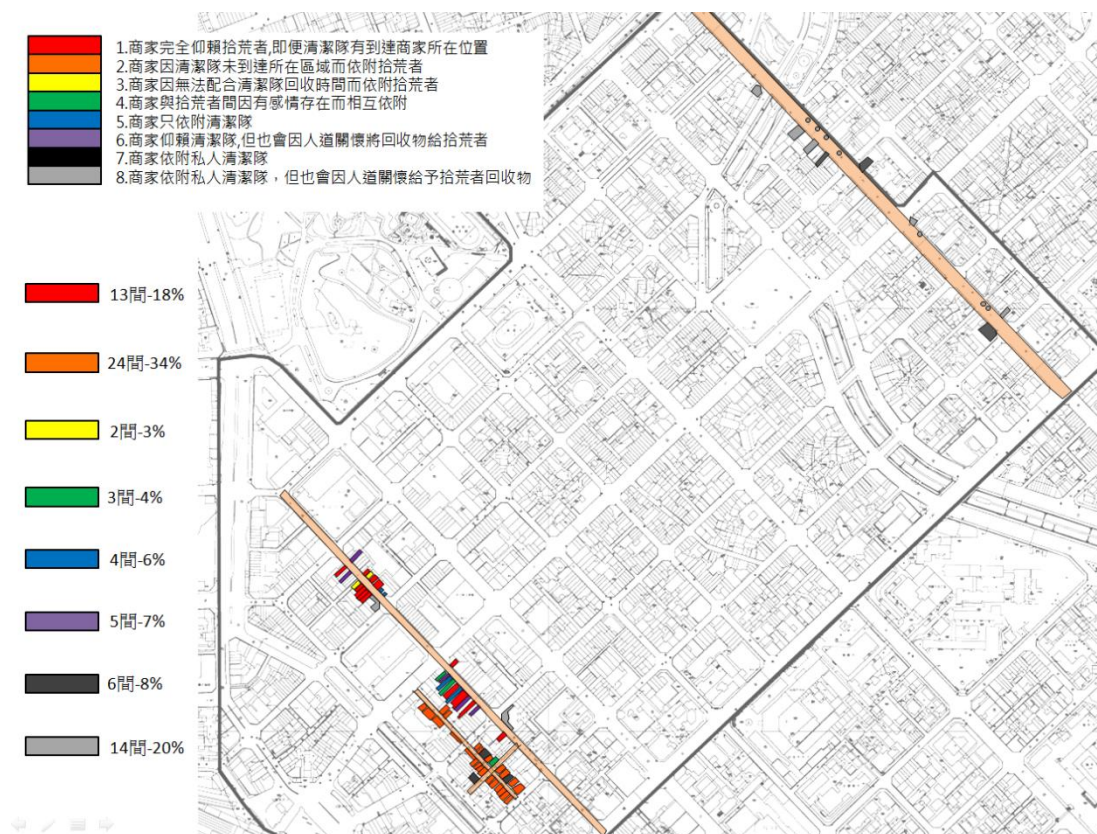 1.商家完全仰賴拾荒者,即便清潔隊有到達商家所在位置
2.商家因清潔隊未到達所在區域而依附拾荒者
3.商家因無法配合清潔隊回收時間而依附拾荒者
4.商家與拾荒者間因有感情存在而相互依附
5.商家只依附清潔隊
6.商家仰賴清潔隊,但也會因人道關懷將回收物給拾荒者
7.商家依附私人清潔隊
8.商家依附私人清潔隊，但也會因人道關懷給予拾荒者回收物
13間-18%
24間-34%
2間-3%
3間-4%
4間-6%
5間-7%
6間-8%
14間-20%